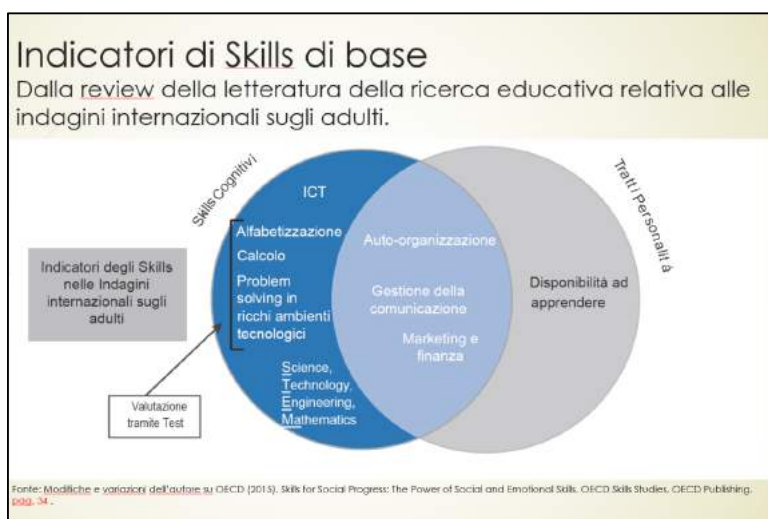 Indicatori di Skills di base
Dalla review della letteratura della ricerca educativa relativa alle
indagini internazionali sugli adulti.
Skills Cognitivi
Tratti Personalità
ICT
Alfabetizzazione
Calcolo
Problem
solving in
ricchi ambienti
tecnologici
Science,
Technology,
Engineering,
Mathematics
Auto-organizzazione
Gestione della
comunicazione
Marketing e
finanza
Disponibilità ad
apprendere
Indicatori degli Skills
nelle Indagini
internazionali sugli
adulti
Valutazione
tramite Test
Fonte: Modifiche e variazioni dell'autore su OECD (2015). Skills for Social Progress: The Power of Social and Emotional Skills. OECD Skills Studies. OECD Publishing.
pag. 34 .